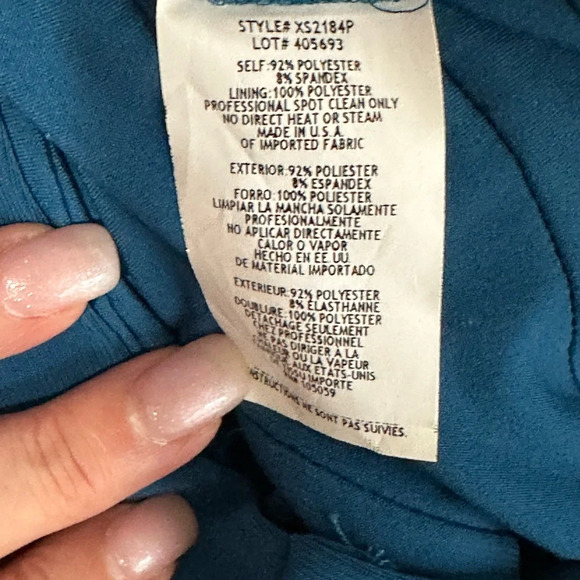 STYLE# XS2184P
LOT# 405693
SELF:92% POLYESTER
8% SPANDEX
LINING:100% POLYESTER
PROFESSIONAL SPOT CLEAN ONLY
NO DIRECT HEAT OR STEAM
MADE IN U.S.A.
OF IMPORTED FABRIC
EXTERIOR:92% POLIESTER
8% ESPANDEX
FORRO:100% POLIESTER
LIMPIAR LA MANCHA SOLAMENTE
PROFESIONALMENTE
NO APLICAR DIRECTAMENTE
CALOR O VAPOR
HECHO EN EE.UU.
DE MATERIAL IMPORTADO
EXTERIEUR:92% POLYESTER
8% ELASTHANNE
DOUBLURE:100% POLYESTER
DETACHAGE SEULEMENT
CHEZ PROFESSIONNEL
NE PAS DIRIGER A LA
OU LA VAPEUR
AUX ETATS-UNIS
TISSU IMPORTE
105059
NE SONT PAS SUIVIES.